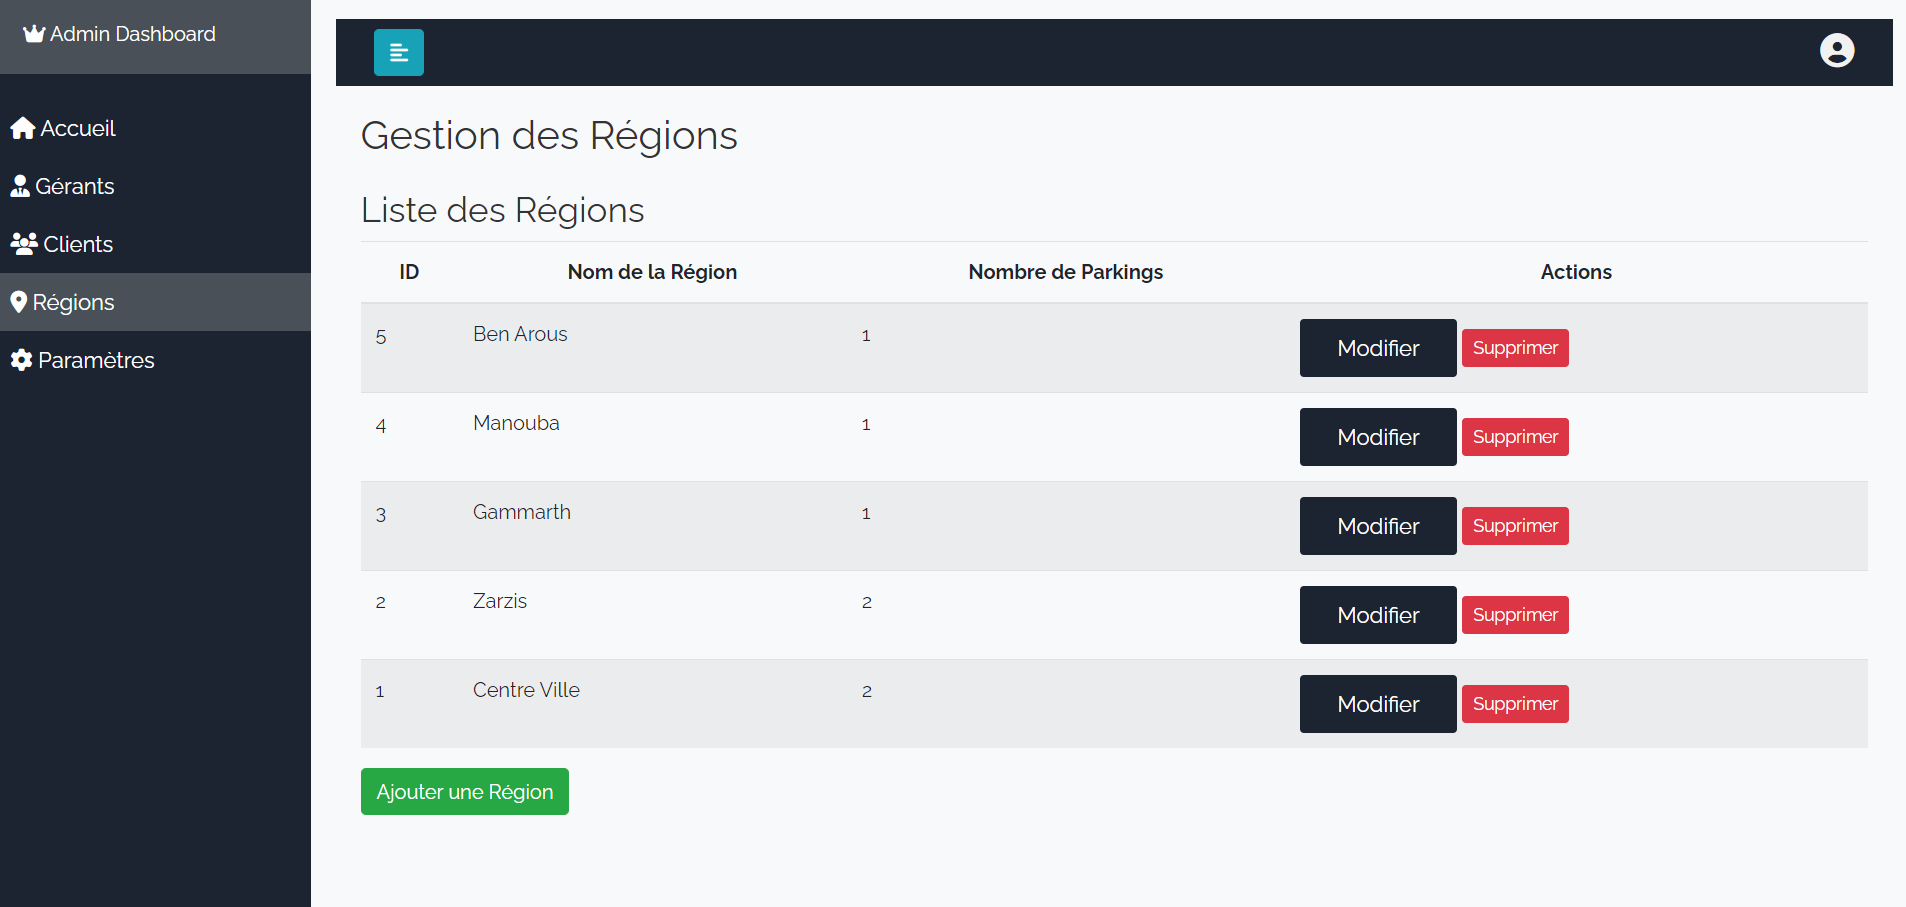 Admin Dashboard
Accueil
Gérants
Clients
Régions
Paramètres
Gestion des Régions
Liste des Régions
ID Nom de la Région Nombre de Parkings Actions
5 Ben Arous 1 Modifier Supprimer
4 Manouba 1 Modifier Supprimer
3 Gammarth 1 Modifier Supprimer
2 Zarzis 2 Modifier Supprimer
1 Centre Ville 2 Modifier Supprimer
Ajouter une Région